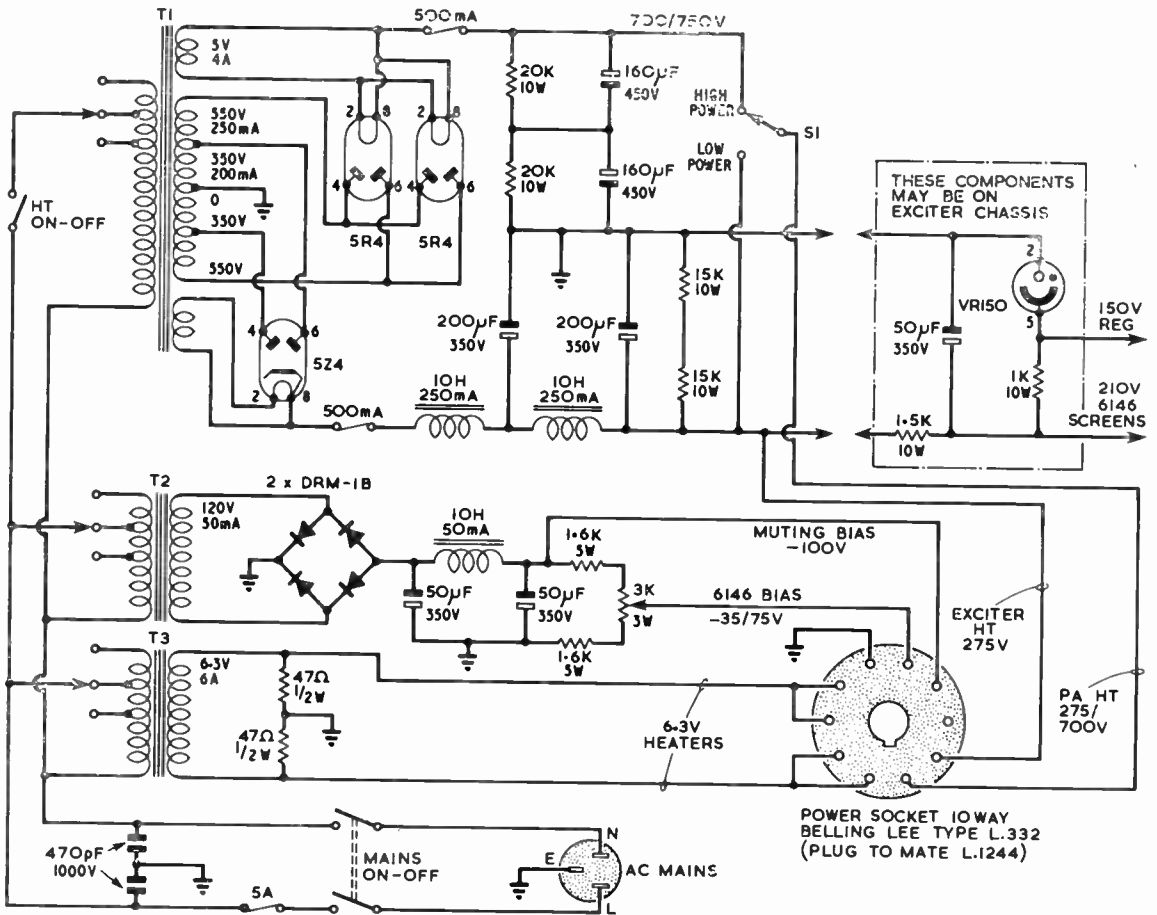 T1
500mA
700/750V
5V
4A
20K
10W
160µF
450V
HIGH
POWER
S1
LOW
POWER
550V
250mA
350V
200mA
0
350V
550V
2
8
2
8
4
6
4
6
5R4
5R4
20K
10W
160µF
450V
HT
ON-OFF
THESE COMPONENTS
MAY BE ON
EXCITER CHASSIS
2
VR150
5
150V
REG
50µF
350V
1K
10W
210V
6146
SCREENS
1·5K
10W
15K
10W
15K
10W
200µF
350V
200µF
350V
4
6
5Z4
2
8
500mA
10H
250mA
10H
250mA
T2
120V
50mA
2 x DRM-1B
10H
50mA
50µF
350V
50µF
350V
1·6K
5W
3K
3W
1·6K
5W
MUTING BIAS
-100V
6146 BIAS
-35/75V
EXCITER
HT
275V
PA HT
275/
700V
T3
6·3V
6A
47Ω
1/2W
47Ω
1/2W
6·3V
HEATERS
POWER SOCKET 10WAY
BELLING LEE TYPE L.332
(PLUG TO MATE L.1244)
470pF
1000V
5A
MAINS
ON-OFF
N
E
AC MAINS
L